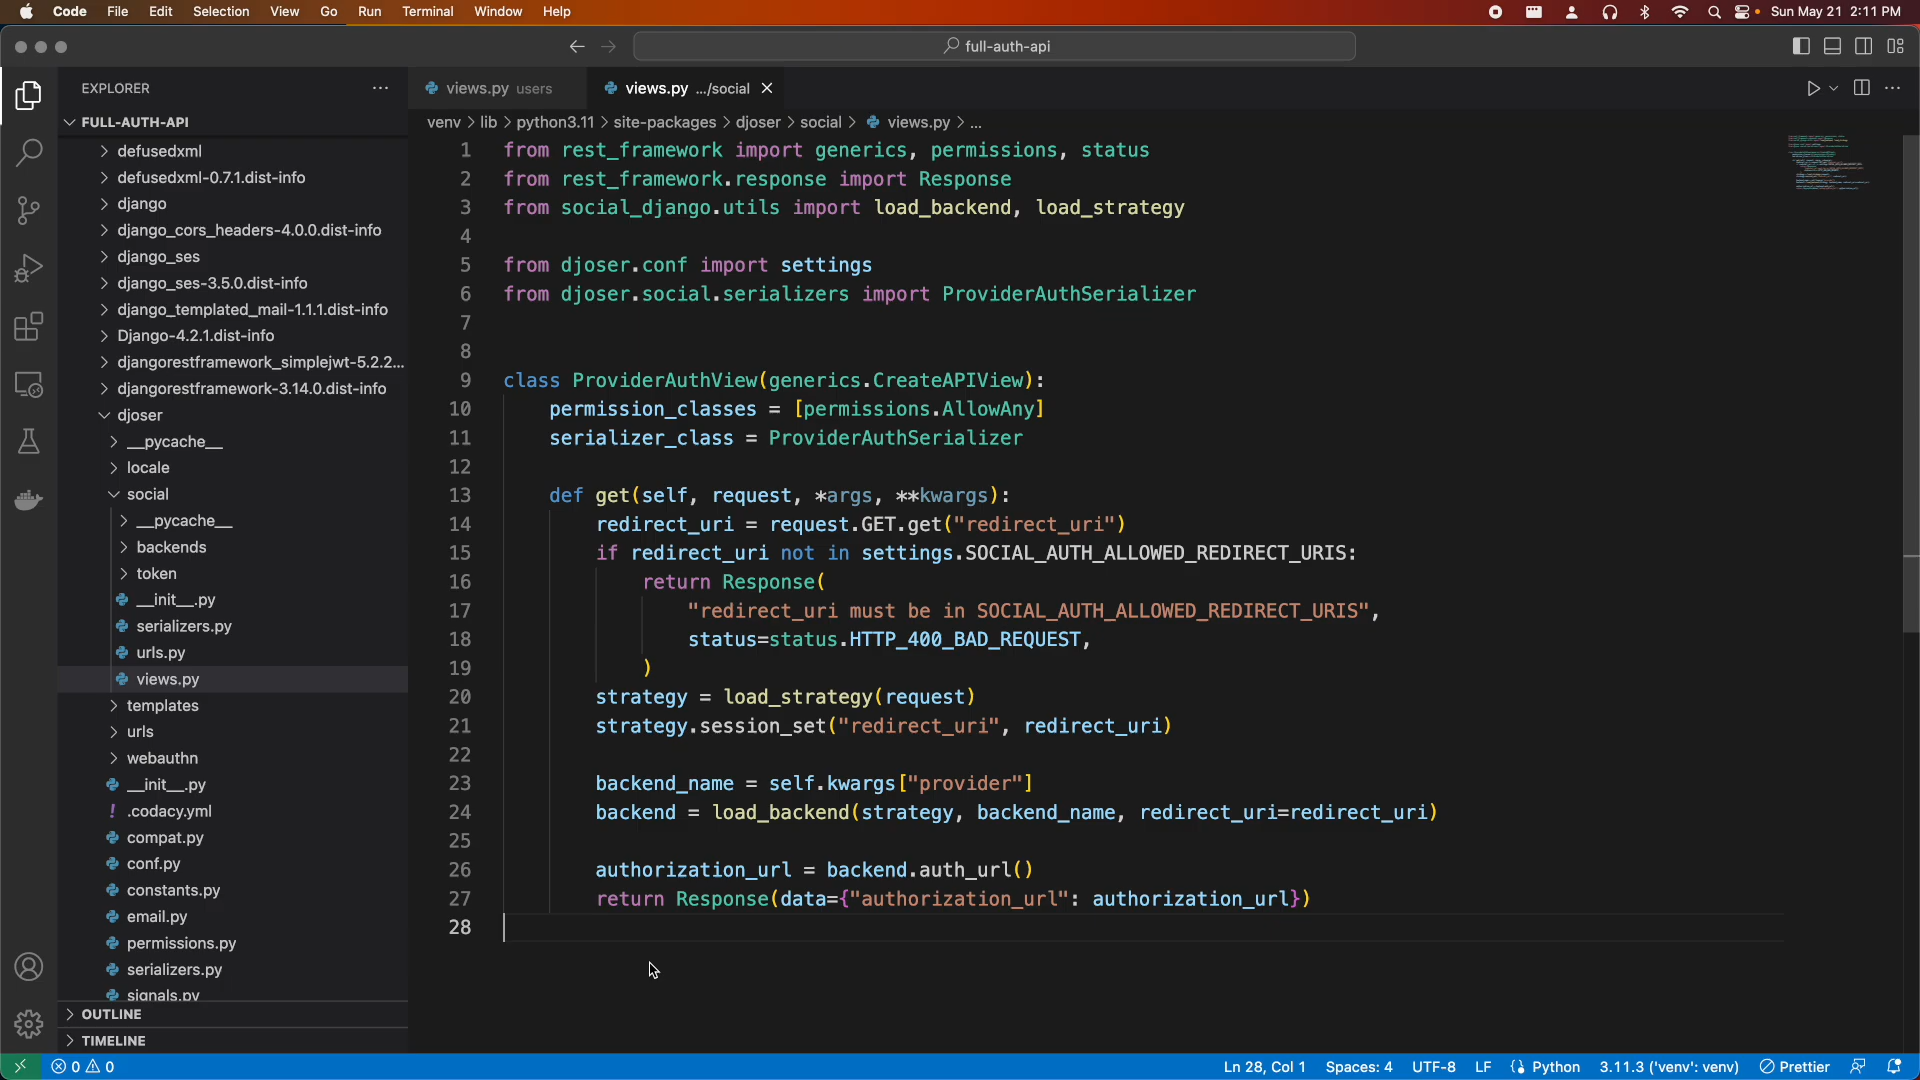 Code File Edit Selection View Go Run Terminal Window Help Sun May 21 2:11 PM
full-auth-api
EXPLORER
FULL-AUTH-API
defusedxml
defusedxml-0.7.1.dist-info
django
django_cors_headers-4.0.0.dist-info
django_ses
django_ses-3.5.0.dist-info
django_templated_mail-1.1.1.dist-info
Django-4.2.1.dist-info
djangorestframework_simplejwt-5.2.2...
djangorestframework-3.14.0.dist-info
djoser
__pycache__
locale
social
__pycache__
backends
token
__init__.py
serializers.py
urls.py
views.py
templates
urls
webauthn
__init__.py
! .codacy.yml
compat.py
conf.py
constants.py
email.py
permissions.py
serializers.py
signals.py
OUTLINE
TIMELINE
views.py users views.py .../social
venv > lib > python3.11 > site-packages > djoser > social > views.py > ...
1 from rest_framework import generics, permissions, status
2 from rest_framework.response import Response
3 from social_django.utils import load_backend, load_strategy
4
5 from djoser.conf import settings
6 from djoser.social.serializers import ProviderAuthSerializer
7
8
9 class ProviderAuthView(generics.CreateAPIView):
10 permission_classes = [permissions.AllowAny]
11 serializer_class = ProviderAuthSerializer
12
13 def get(self, request, *args, **kwargs):
14 redirect_uri = request.GET.get("redirect_uri")
15 if redirect_uri not in settings.SOCIAL_AUTH_ALLOWED_REDIRECT_URIS:
16 return Response(
17 "redirect_uri must be in SOCIAL_AUTH_ALLOWED_REDIRECT_URIS",
18 status=status.HTTP_400_BAD_REQUEST,
19 )
20 strategy = load_strategy(request)
21 strategy.session_set("redirect_uri", redirect_uri)
22
23 backend_name = self.kwargs["provider"]
24 backend = load_backend(strategy, backend_name, redirect_uri=redirect_uri)
25
26 authorization_url = backend.auth_url()
27 return Response(data={"authorization_url": authorization_url})
28
0 0 Ln 28, Col 1 Spaces: 4 UTF-8 LF Python 3.11.3 ('venv': venv) Prettier